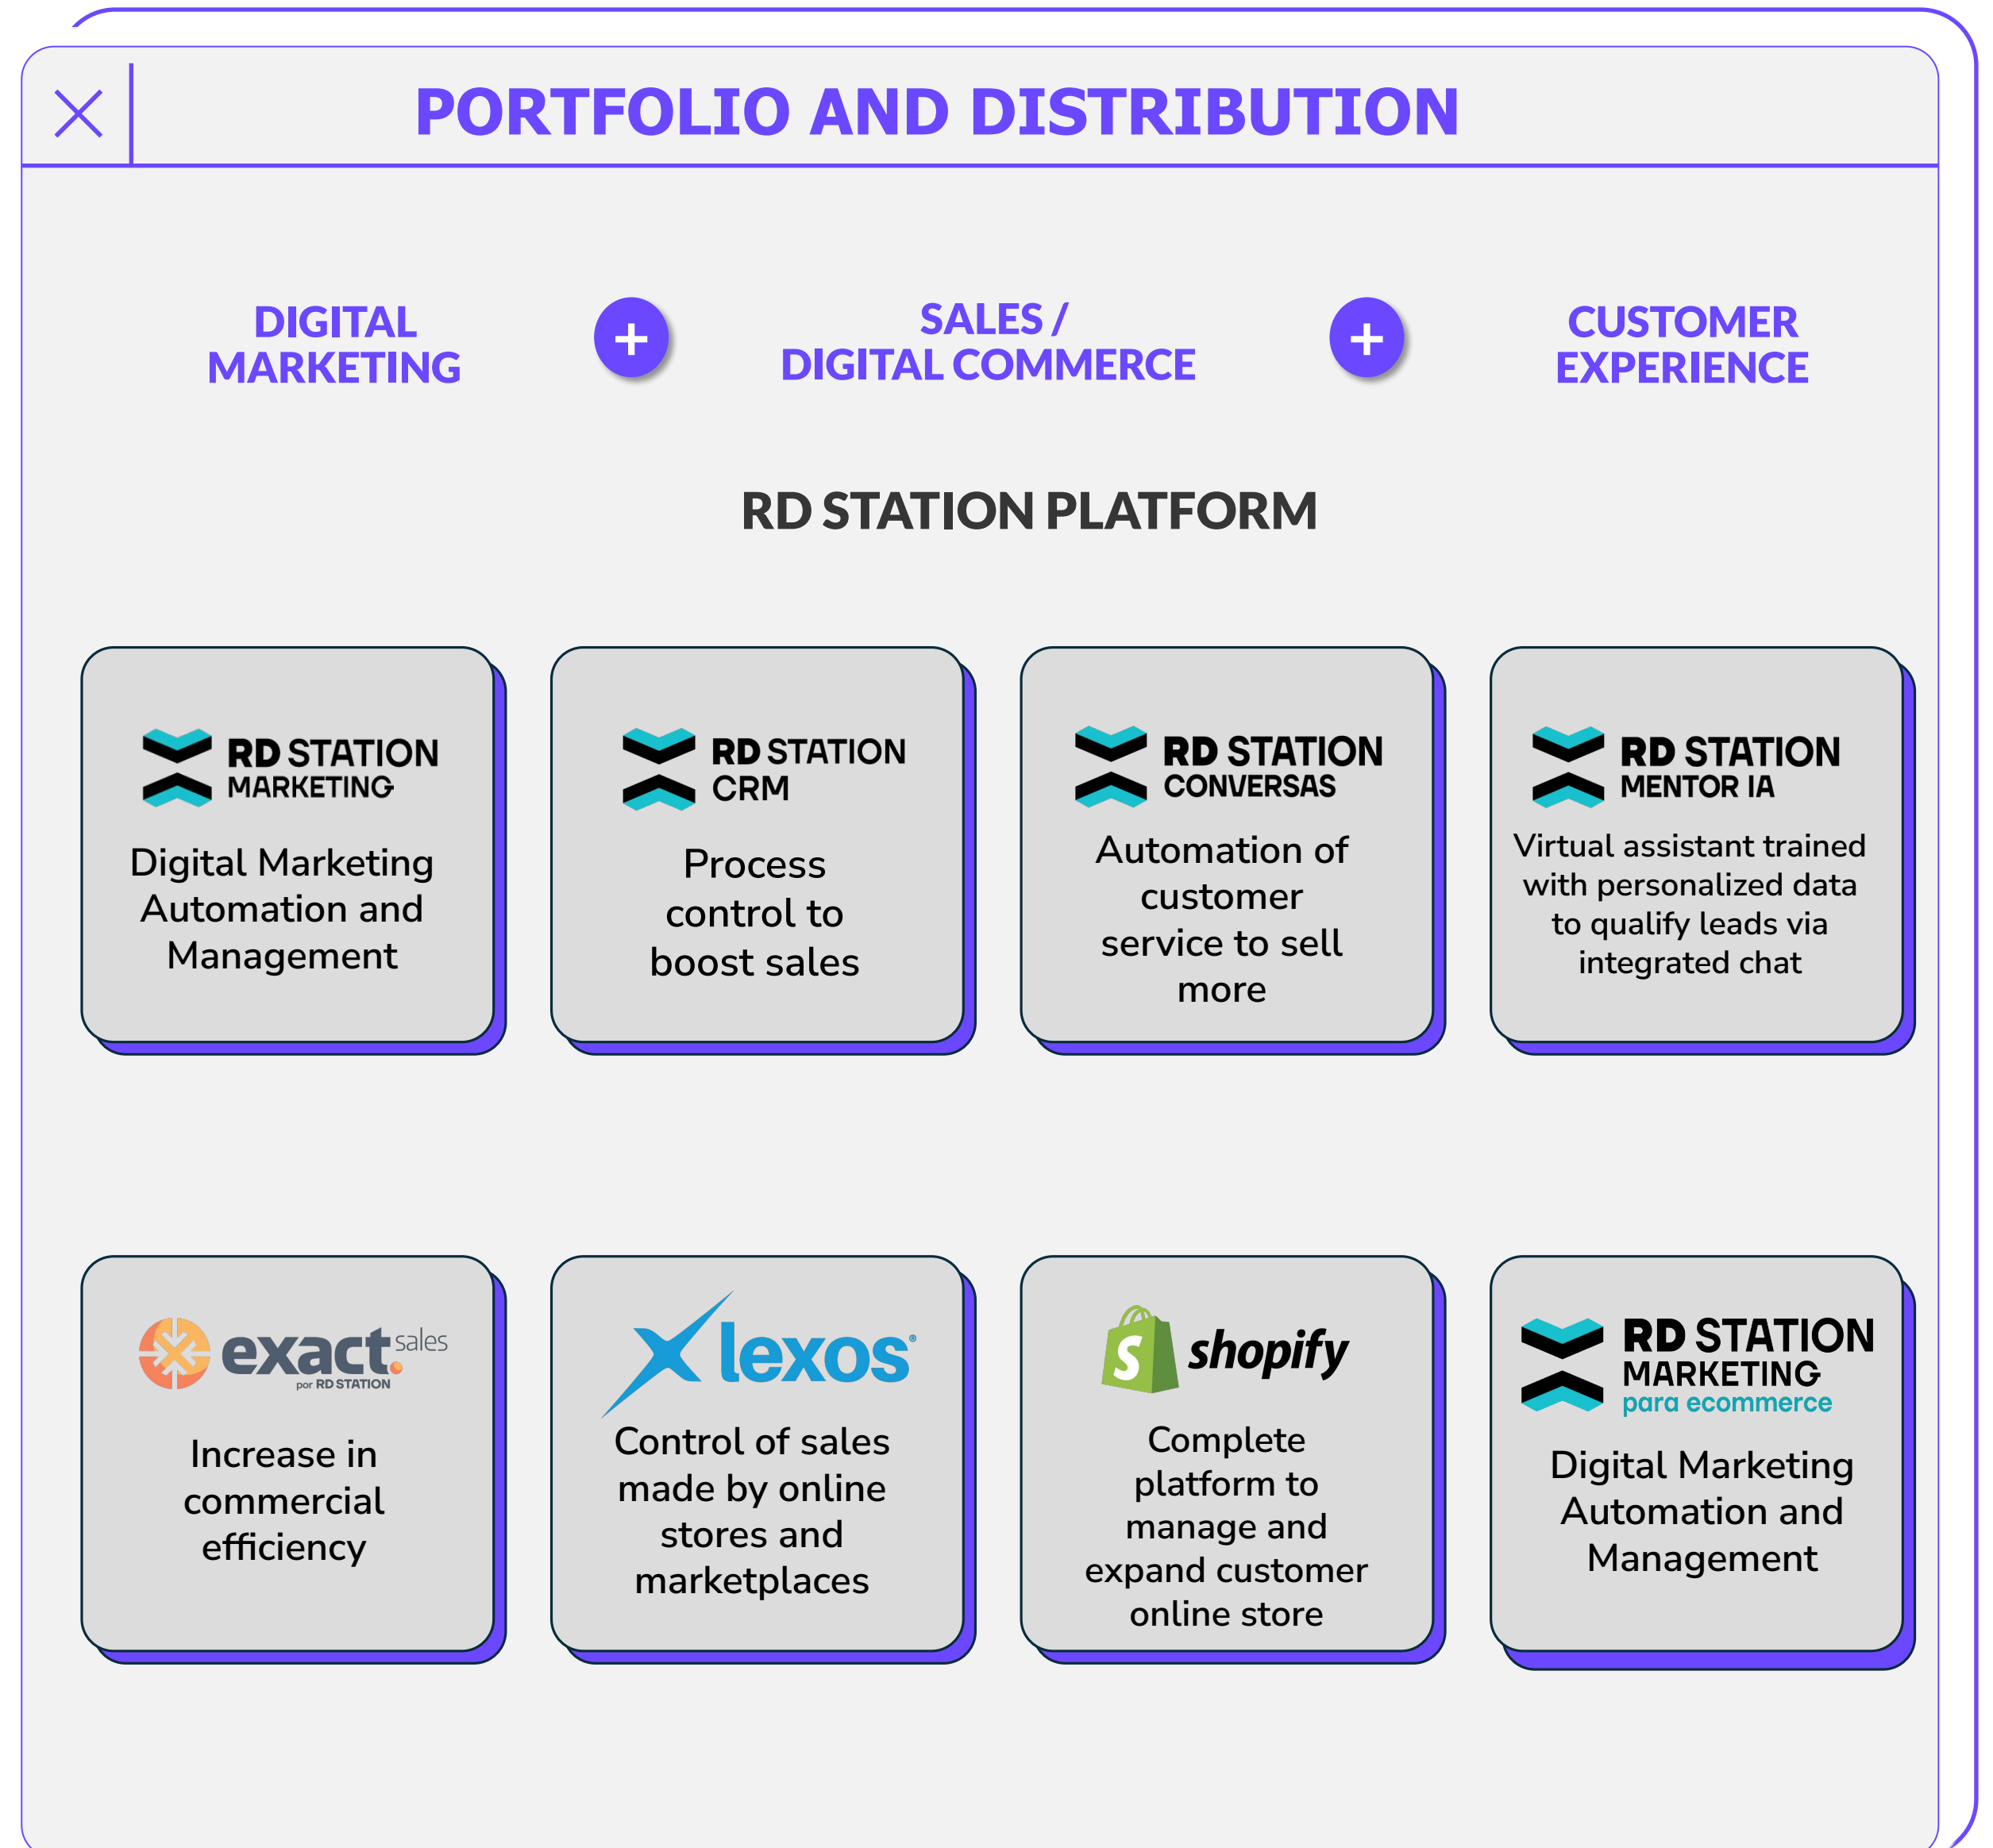 PORTFOLIO AND DISTRIBUTION
DIGITAL
MARKETING
+
SALES /
DIGITAL COMMERCE
+
CUSTOMER
EXPERIENCE
RD STATION PLATFORM
RD STATION
MARKETING
Digital Marketing
Automation and
Management
RD STATION
CRM
Process
control to
boost sales
RD STATION
CONVERSAS
Automation of
customer
service to sell
more
RD STATION
MENTOR IA
Virtual assistant trained
with personalized data
to qualify leads via
integrated chat
exact sales
por RD STATION
Increase in
commercial
efficiency
lexos®
Control of sales
made by online
stores and
marketplaces
shopify
Complete
platform to
manage and
expand customer
online store
RD STATION
MARKETING
para ecommerce
Digital Marketing
Automation and
Management